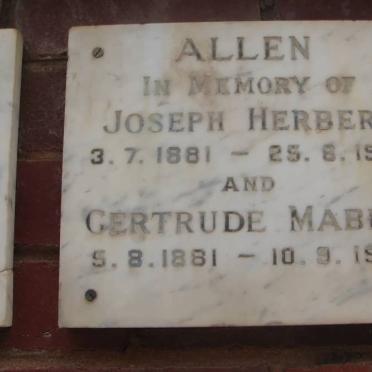 ALLEN
IN MEMORY OF
JOSEPH HERBER
3.7.1881 – 25.6.19
AND
GERTRUDE MAB
5.8.1881 – 10.9.19